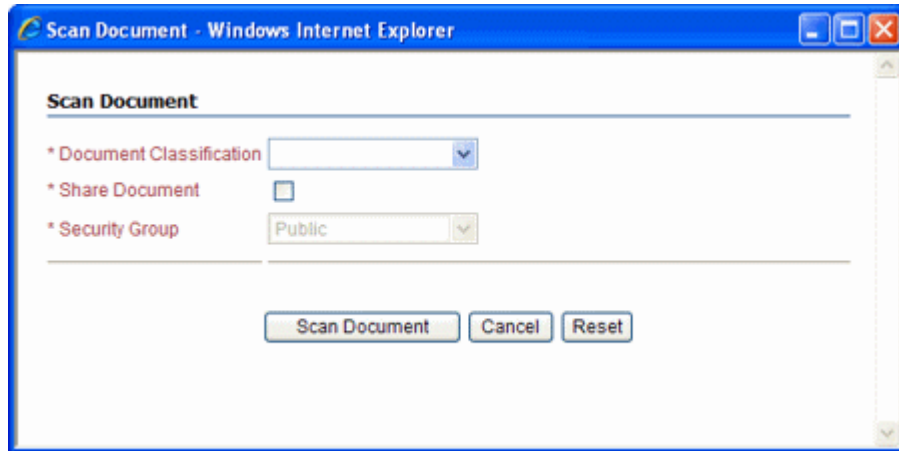 Scan Document - Windows Internet Explorer
Scan Document
* Document Classification
* Share Document
* Security Group Public
Scan Document Cancel Reset